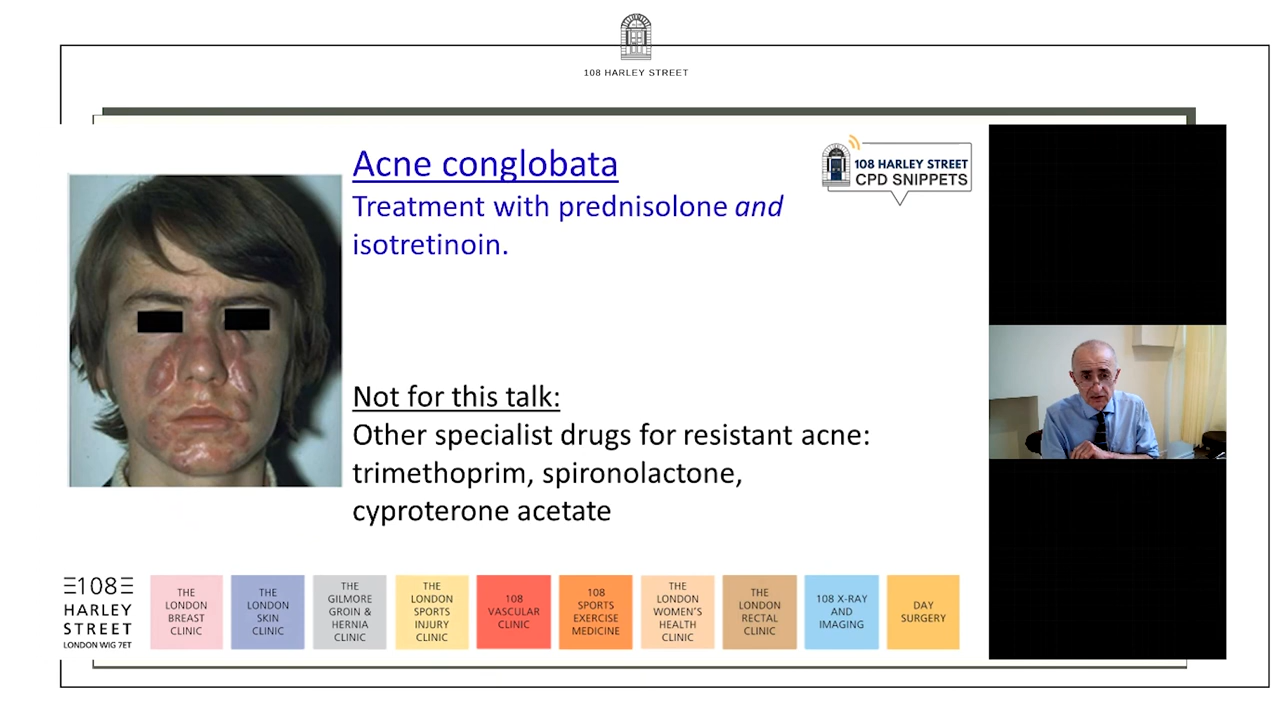 108 HARLEY STREET
Acne conglobata
Treatment with prednisolone and
isotretinoin.
108 HARLEY STREET
CPD SNIPPETS
Not for this talk:
Other specialist drugs for resistant acne:
trimethoprim, spironolactone,
cyproterone acetate
108
HARLEY
STREET
LONDON W1G 7ET
THE
LONDON
BREAST
CLINIC
THE
LONDON
SKIN
CLINIC
THE
GILMORE
GROIN &
HERNIA
CLINIC
THE
LONDON
SPORTS
INJURY
CLINIC
108
VASCULAR
CLINIC
108
SPORTS
EXERCISE
MEDICINE
THE
LONDON
WOMEN'S
HEALTH
CLINIC
THE
LONDON
RECTAL
CLINIC
108 X-RAY
AND
IMAGING
DAY
SURGERY